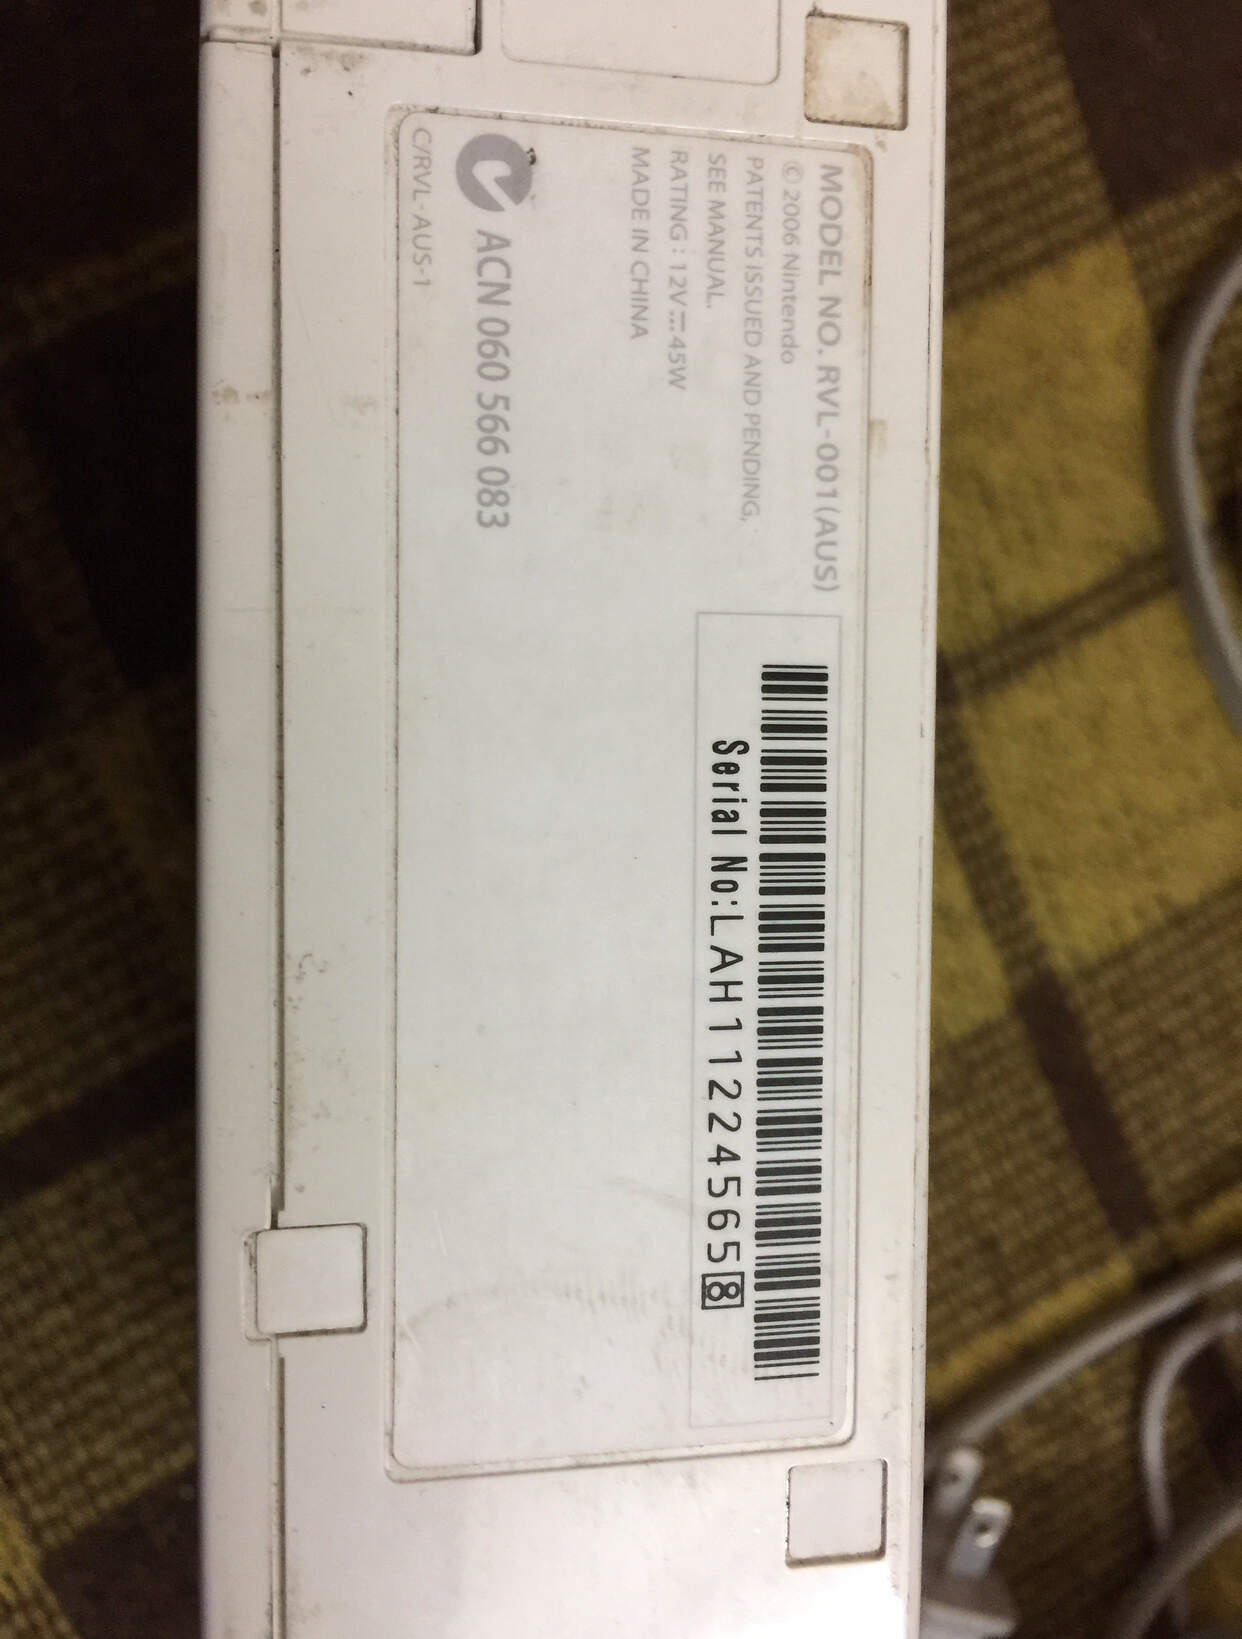 MODEL NO. RVL-001(AUS)
© 2006 Nintendo
PATENTS ISSUED AND PENDING,
SEE MANUAL.
RATING : 12V⎓45W
MADE IN CHINA
ACN 060 566 083
C/RVL-AUS-1
Serial No:LAH112245658